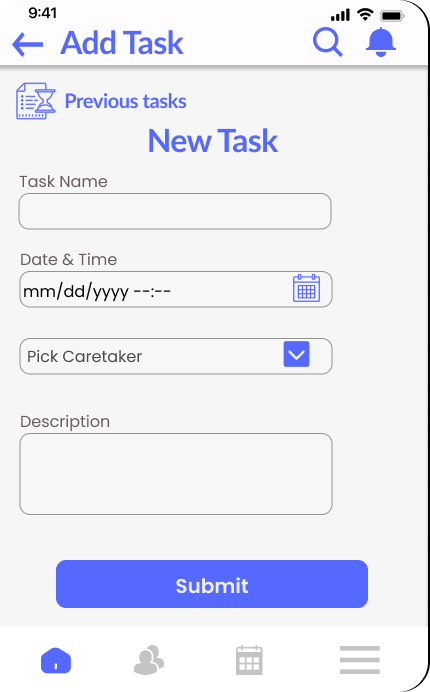 9:41
Add Task
Previous tasks
New Task
Task Name
Date & Time
mm/dd/yyyy --:--
Pick Caretaker
Description
Submit